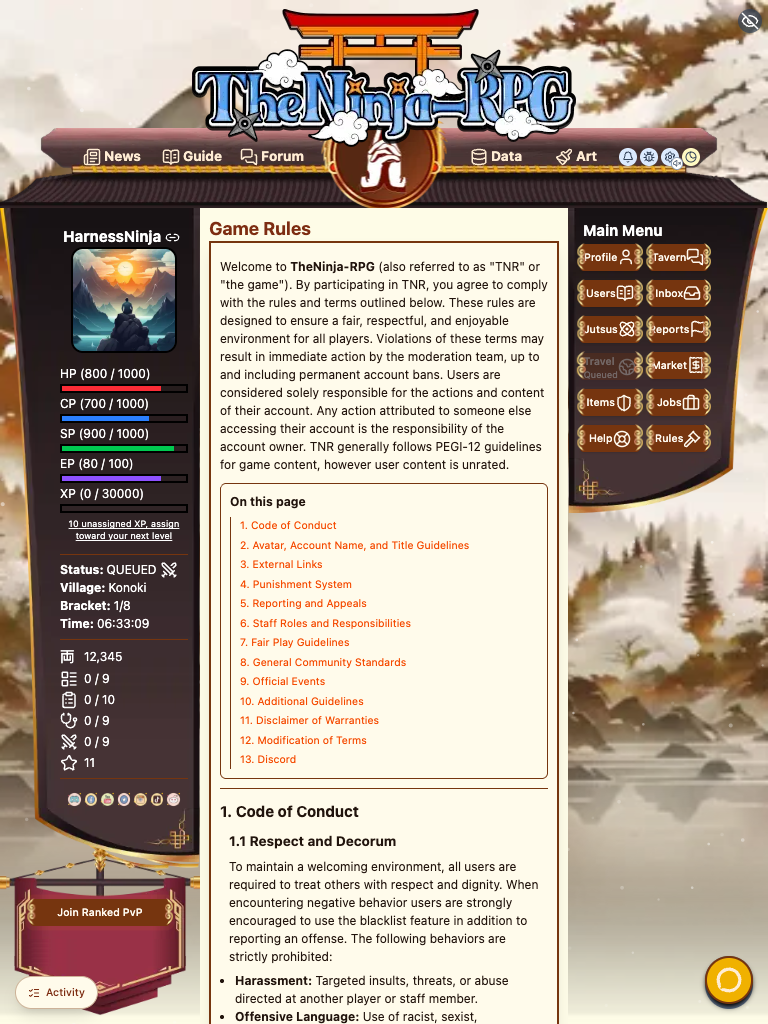 TheNinja-RPG
News
Guide
Forum
Data
Art
HarnessNinja
HP (800 / 1000)
CP (700 / 1000)
SP (900 / 1000)
EP (80 / 100)
XP (0 / 30000)
10 unassigned XP, assign
toward your next level
Status: QUEUED
Village: Konoki
Bracket: 1/8
Time: 06:33:09
両 12,345
0 / 9
0 / 10
0 / 9
0 / 9
11
Join Ranked PvP
Activity
Game Rules
Welcome to TheNinja-RPG (also referred to as "TNR" or
"the game"). By participating in TNR, you agree to comply
with the rules and terms outlined below. These rules are
designed to ensure a fair, respectful, and enjoyable
environment for all players. Violations of these terms may
result in immediate action by the moderation team, up to
and including permanent account bans. Users are
considered solely responsible for the actions and content
of their account. Any action attributed to someone else
accessing their account is the responsibility of the
account owner. TNR generally follows PEGI-12 guidelines
for game content, however user content is unrated.
On this page
1. Code of Conduct
2. Avatar, Account Name, and Title Guidelines
3. External Links
4. Punishment System
5. Reporting and Appeals
6. Staff Roles and Responsibilities
7. Fair Play Guidelines
8. General Community Standards
9. Official Events
10. Additional Guidelines
11. Disclaimer of Warranties
12. Modification of Terms
13. Discord
1. Code of Conduct
1.1 Respect and Decorum
To maintain a welcoming environment, all users are
required to treat others with respect and dignity. When
encountering negative behavior users are strongly
encouraged to use the blacklist feature in addition to
reporting an offense. The following behaviors are
strictly prohibited:
• Harassment: Targeted insults, threats, or abuse
directed at another player or staff member.
• Offensive Language: Use of racist, sexist,
Main Menu
Profile
Tavern
Users
Inbox
Jutsus
Reports
Travel
Queued
Market
Items
Jobs
Help
Rules